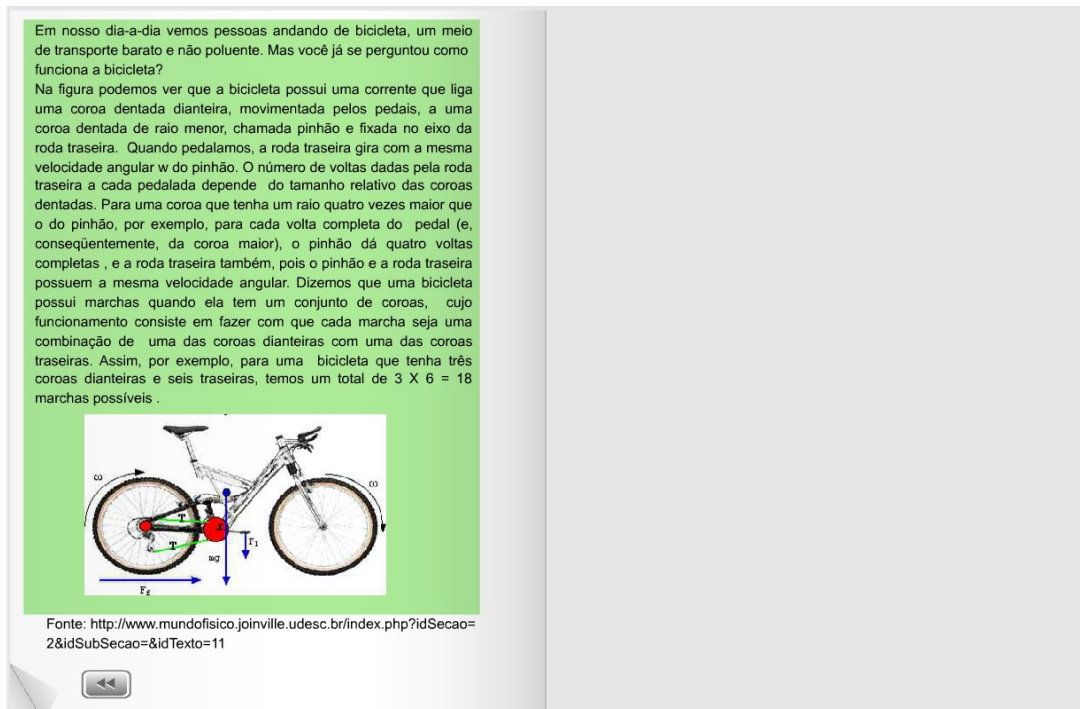 Em nosso dia-a-dia vemos pessoas andando de bicicleta, um meio
de transporte barato e não poluente. Mas você já se perguntou como
funciona a bicicleta?
Na figura podemos ver que a bicicleta possui uma corrente que liga
uma coroa dentada dianteira, movimentada pelos pedais, a uma
coroa dentada de raio menor, chamada pinhão e fixada no eixo da
roda traseira. Quando pedalamos, a roda traseira gira com a mesma
velocidade angular w do pinhão. O número de voltas dadas pela roda
traseira a cada pedalada depende do tamanho relativo das coroas
dentadas. Para uma coroa que tenha um raio quatro vezes maior que
o do pinhão, por exemplo, para cada volta completa do pedal (e,
conseqüentemente, da coroa maior), o pinhão dá quatro voltas
completas , e a roda traseira também, pois o pinhão e a roda traseira
possuem a mesma velocidade angular. Dizemos que uma bicicleta
possui marchas quando ela tem um conjunto de coroas, cujo
funcionamento consiste em fazer com que cada marcha seja uma
combinação de uma das coroas dianteiras com uma das coroas
traseiras. Assim, por exemplo, para uma bicicleta que tenha três
coroas dianteiras e seis traseiras, temos um total de 3 X 6 = 18
marchas possíveis .
ω
ω
T
T
F1
mg
Ff
Fonte: http://www.mundofisico.joinville.udesc.br/index.php?idSecao=
2&idSubSecao=&idTexto=11